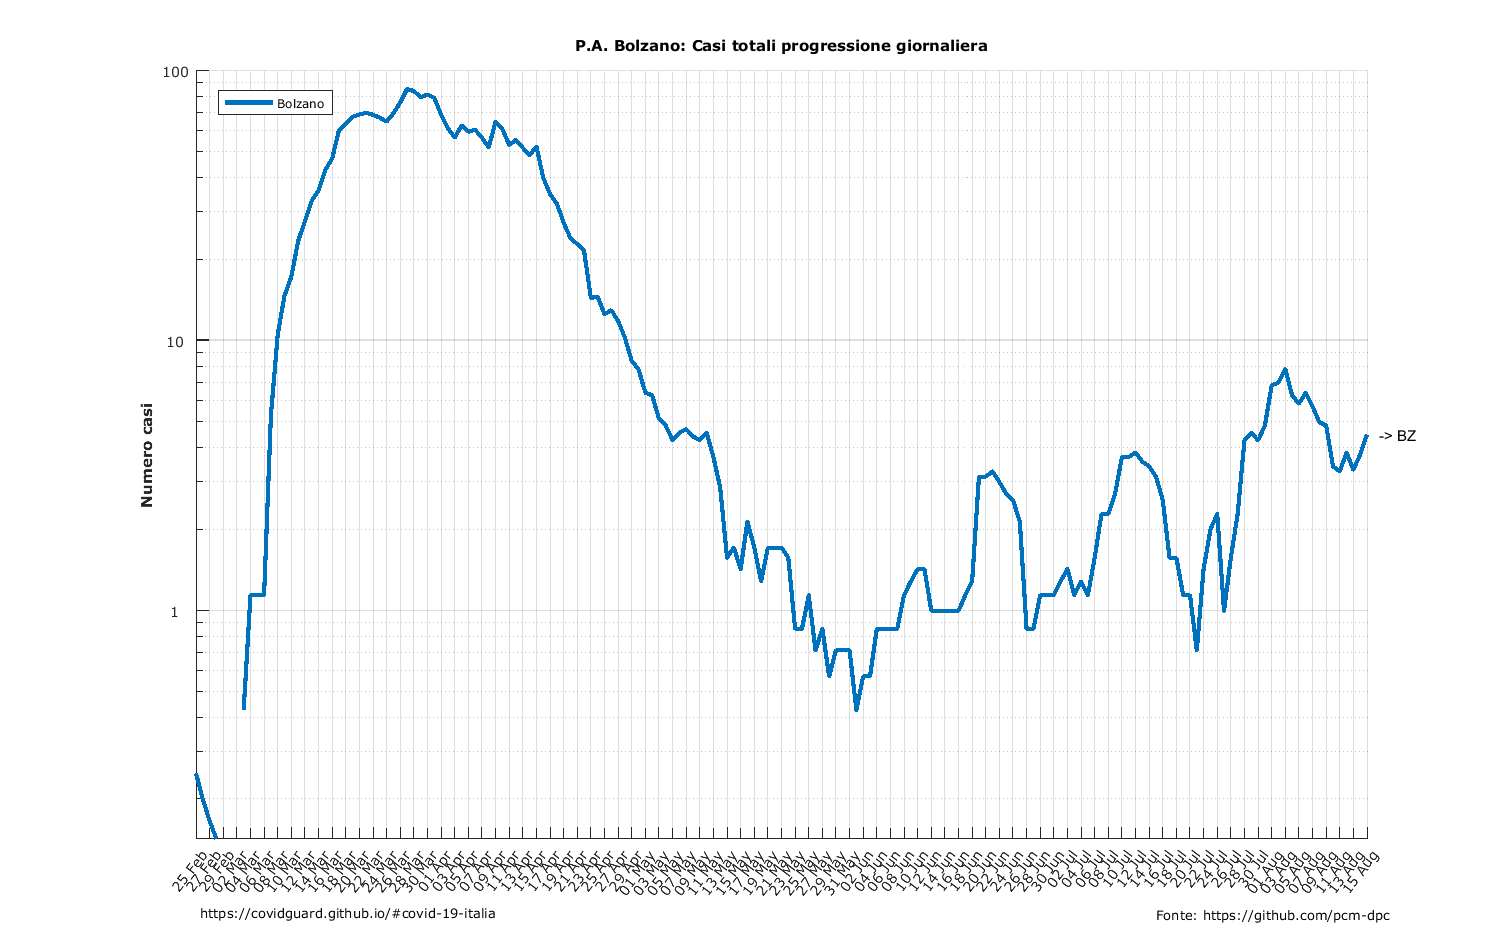 P.A. Bolzano: Casi totali progressione giornaliera
Bolzano
100
10
1
Numero casi
-> BZ
25 Feb
27 Feb
29 Feb
02 Mar
04 Mar
06 Mar
08 Mar
10 Mar
12 Mar
14 Mar
16 Mar
18 Mar
20 Mar
22 Mar
24 Mar
26 Mar
28 Mar
30 Mar
01 Apr
03 Apr
05 Apr
07 Apr
09 Apr
11 Apr
13 Apr
15 Apr
17 Apr
19 Apr
21 Apr
23 Apr
25 Apr
27 Apr
29 Apr
01 May
03 May
05 May
07 May
09 May
11 May
13 May
15 May
17 May
19 May
21 May
23 May
25 May
27 May
29 May
31 May
02 Jun
04 Jun
06 Jun
08 Jun
10 Jun
12 Jun
14 Jun
16 Jun
18 Jun
20 Jun
22 Jun
24 Jun
26 Jun
28 Jun
30 Jun
02 Jul
04 Jul
06 Jul
08 Jul
10 Jul
12 Jul
14 Jul
16 Jul
18 Jul
20 Jul
22 Jul
24 Jul
26 Jul
28 Jul
30 Jul
01 Aug
03 Aug
05 Aug
07 Aug
09 Aug
11 Aug
13 Aug
15 Aug
https://covidguard.github.io/#covid-19-italia
Fonte: https://github.com/pcm-dpc